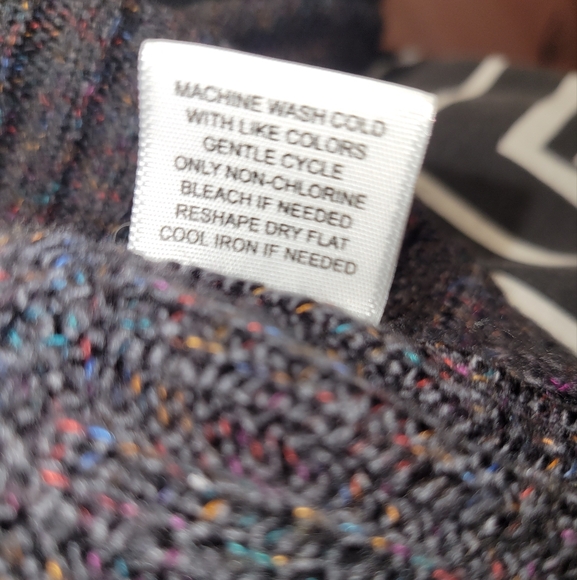 MACHINE WASH COLD
WITH LIKE COLORS
GENTLE CYCLE
ONLY NON-CHLORINE
BLEACH IF NEEDED
RESHAPE DRY FLAT
COOL IRON IF NEEDED